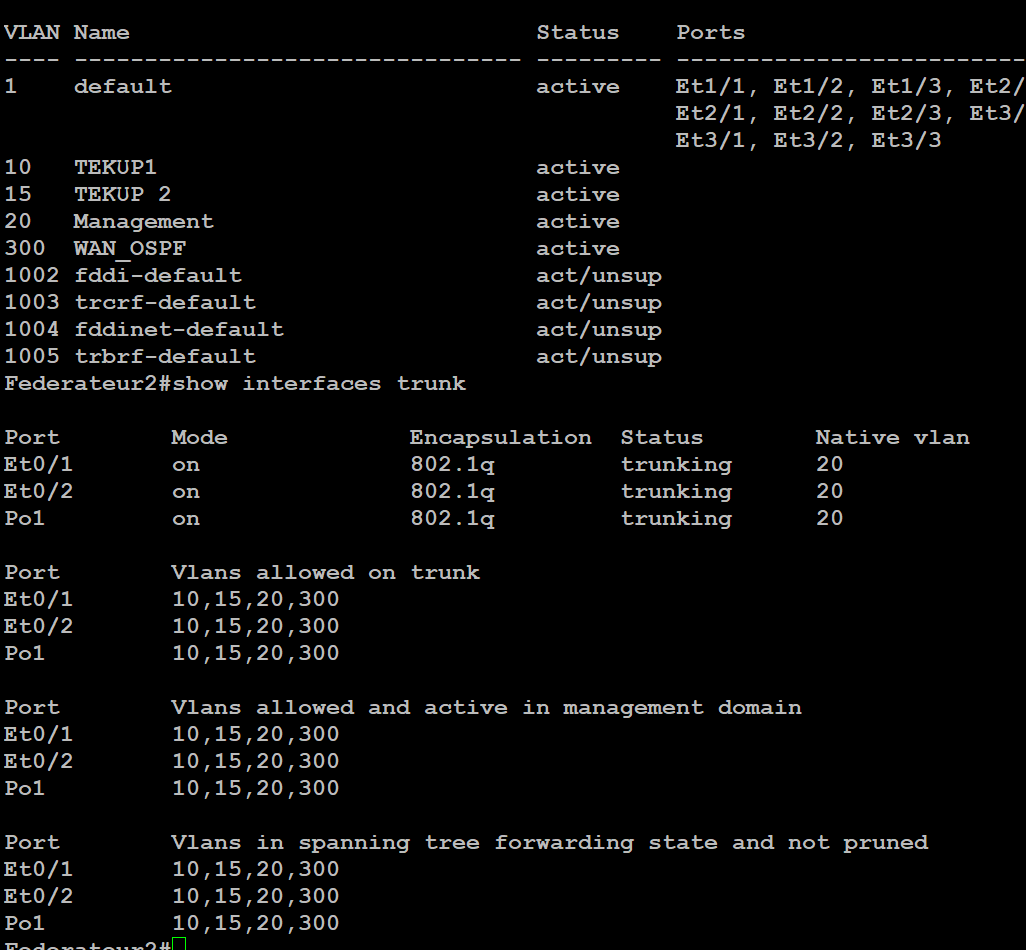 VLAN Name                             Status    Ports
---- -------------------------------- --------- -------------------------
1    default                          active    Et1/1, Et1/2, Et1/3, Et2/
                                                Et2/1, Et2/2, Et2/3, Et3/
                                                Et3/1, Et3/2, Et3/3
10   TEKUP1                           active
15   TEKUP 2                          active
20   Management                       active
300  WAN_OSPF                         active
1002 fddi-default                     act/unsup
1003 trcrf-default                    act/unsup
1004 fddinet-default                  act/unsup
1005 trbrf-default                    act/unsup
Federateur2#show interfaces trunk
Port        Mode             Encapsulation  Status        Native vlan
Et0/1       on               802.1q         trunking      20
Et0/2       on               802.1q         trunking      20
Po1         on               802.1q         trunking      20
Port        Vlans allowed on trunk
Et0/1       10,15,20,300
Et0/2       10,15,20,300
Po1         10,15,20,300
Port        Vlans allowed and active in management domain
Et0/1       10,15,20,300
Et0/2       10,15,20,300
Po1         10,15,20,300
Port        Vlans in spanning tree forwarding state and not pruned
Et0/1       10,15,20,300
Et0/2       10,15,20,300
Po1         10,15,20,300
Federateur2#